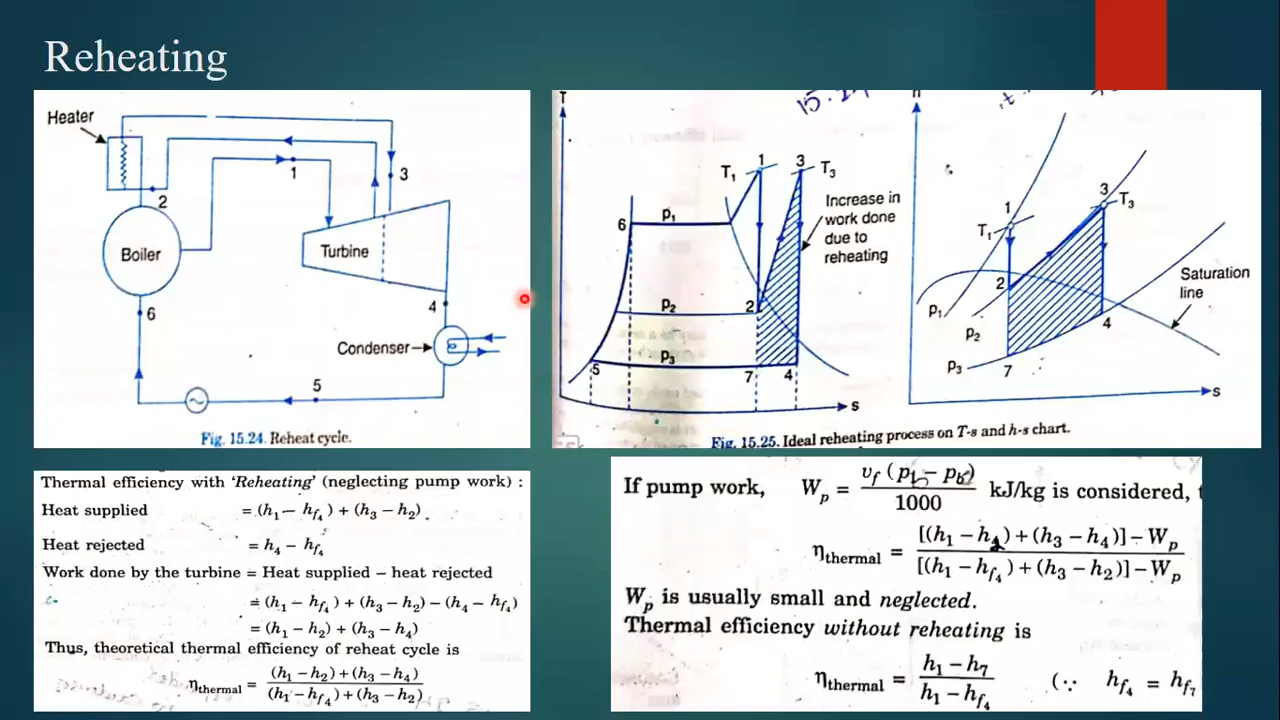 Reheating
Heater
2
1
3
Boiler
Turbine
6
4
Condenser
5
Fig. 15.24. Reheat cycle.
T
T₁
1
3
T₃
6
p₁
Increase in
work done
due to
reheating
p₂
2
p₃
5
7
4
s
3
T₃
1
T₁
2
Saturation
line
p₁
p₂
4
p₃
7
s
Fig. 15.25. Ideal reheating process on T-s and h-s chart.
Thermal efficiency with ‘Reheating’ (neglecting pump work) :
Heat supplied = (h₁ – h_f₄) + (h₃ – h₂)
Heat rejected = h₄ – h_f₄
Work done by the turbine = Heat supplied – heat rejected
= (h₁ – h_f₄) + (h₃ – h₂) – (h₄ – h_f₄)
= (h₁ – h₂) + (h₃ – h₄)
Thus, theoretical thermal efficiency of reheat cycle is
η_thermal = (h₁ – h₂) + (h₃ – h₄) / (h₁ – h_f₄) + (h₃ – h₂)
If pump work, W_p = v_f (p₁ – p_b) / 1000 kJ/kg is considered,
η_thermal = [(h₁ – h₄) + (h₃ – h₄)] – W_p / [(h₁ – h_f₄) + (h₃ – h₂)] – W_p
W_p is usually small and neglected.
Thermal efficiency without reheating is
η_thermal = h₁ – h₇ / h₁ – h_f₄ (∵ h_f₄ = h_f₇